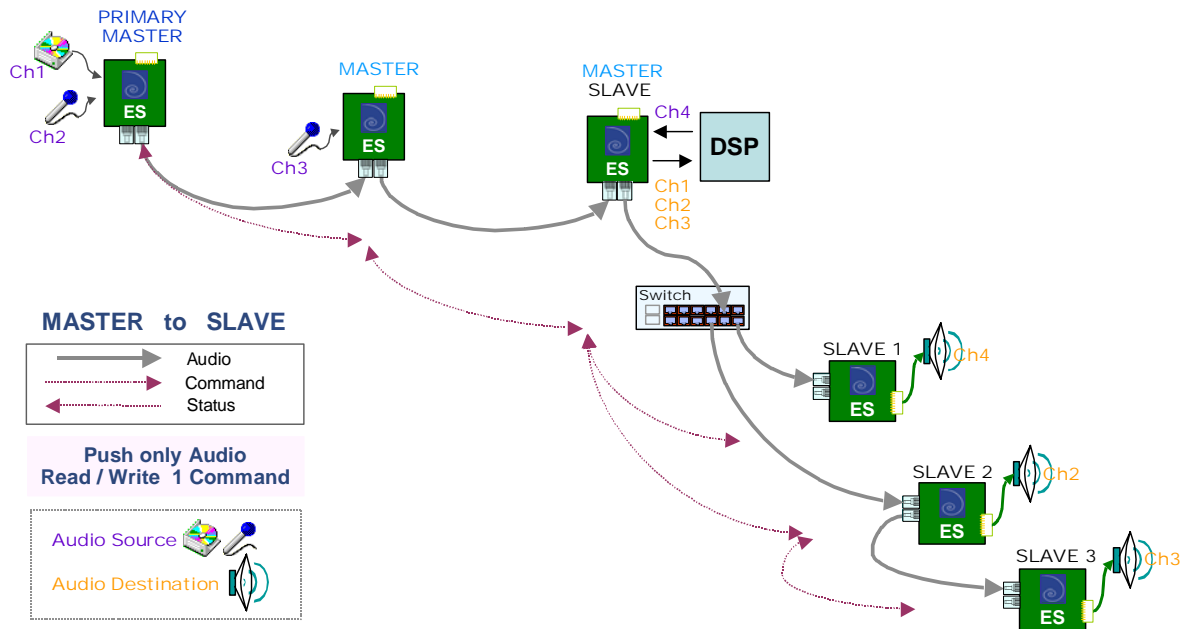 PRIMARY
MASTER
Ch1
Ch2
ES
MASTER
Ch3
ES
MASTER
SLAVE
Ch4
ES
DSP
Ch1
Ch2
Ch3
Switch
MASTER to SLAVE
Audio
Command
Status
Push only Audio
Read / Write 1 Command
Audio Source
Audio Destination
SLAVE 1
Ch4
ES
SLAVE 2
Ch2
ES
SLAVE 3
Ch3
ES